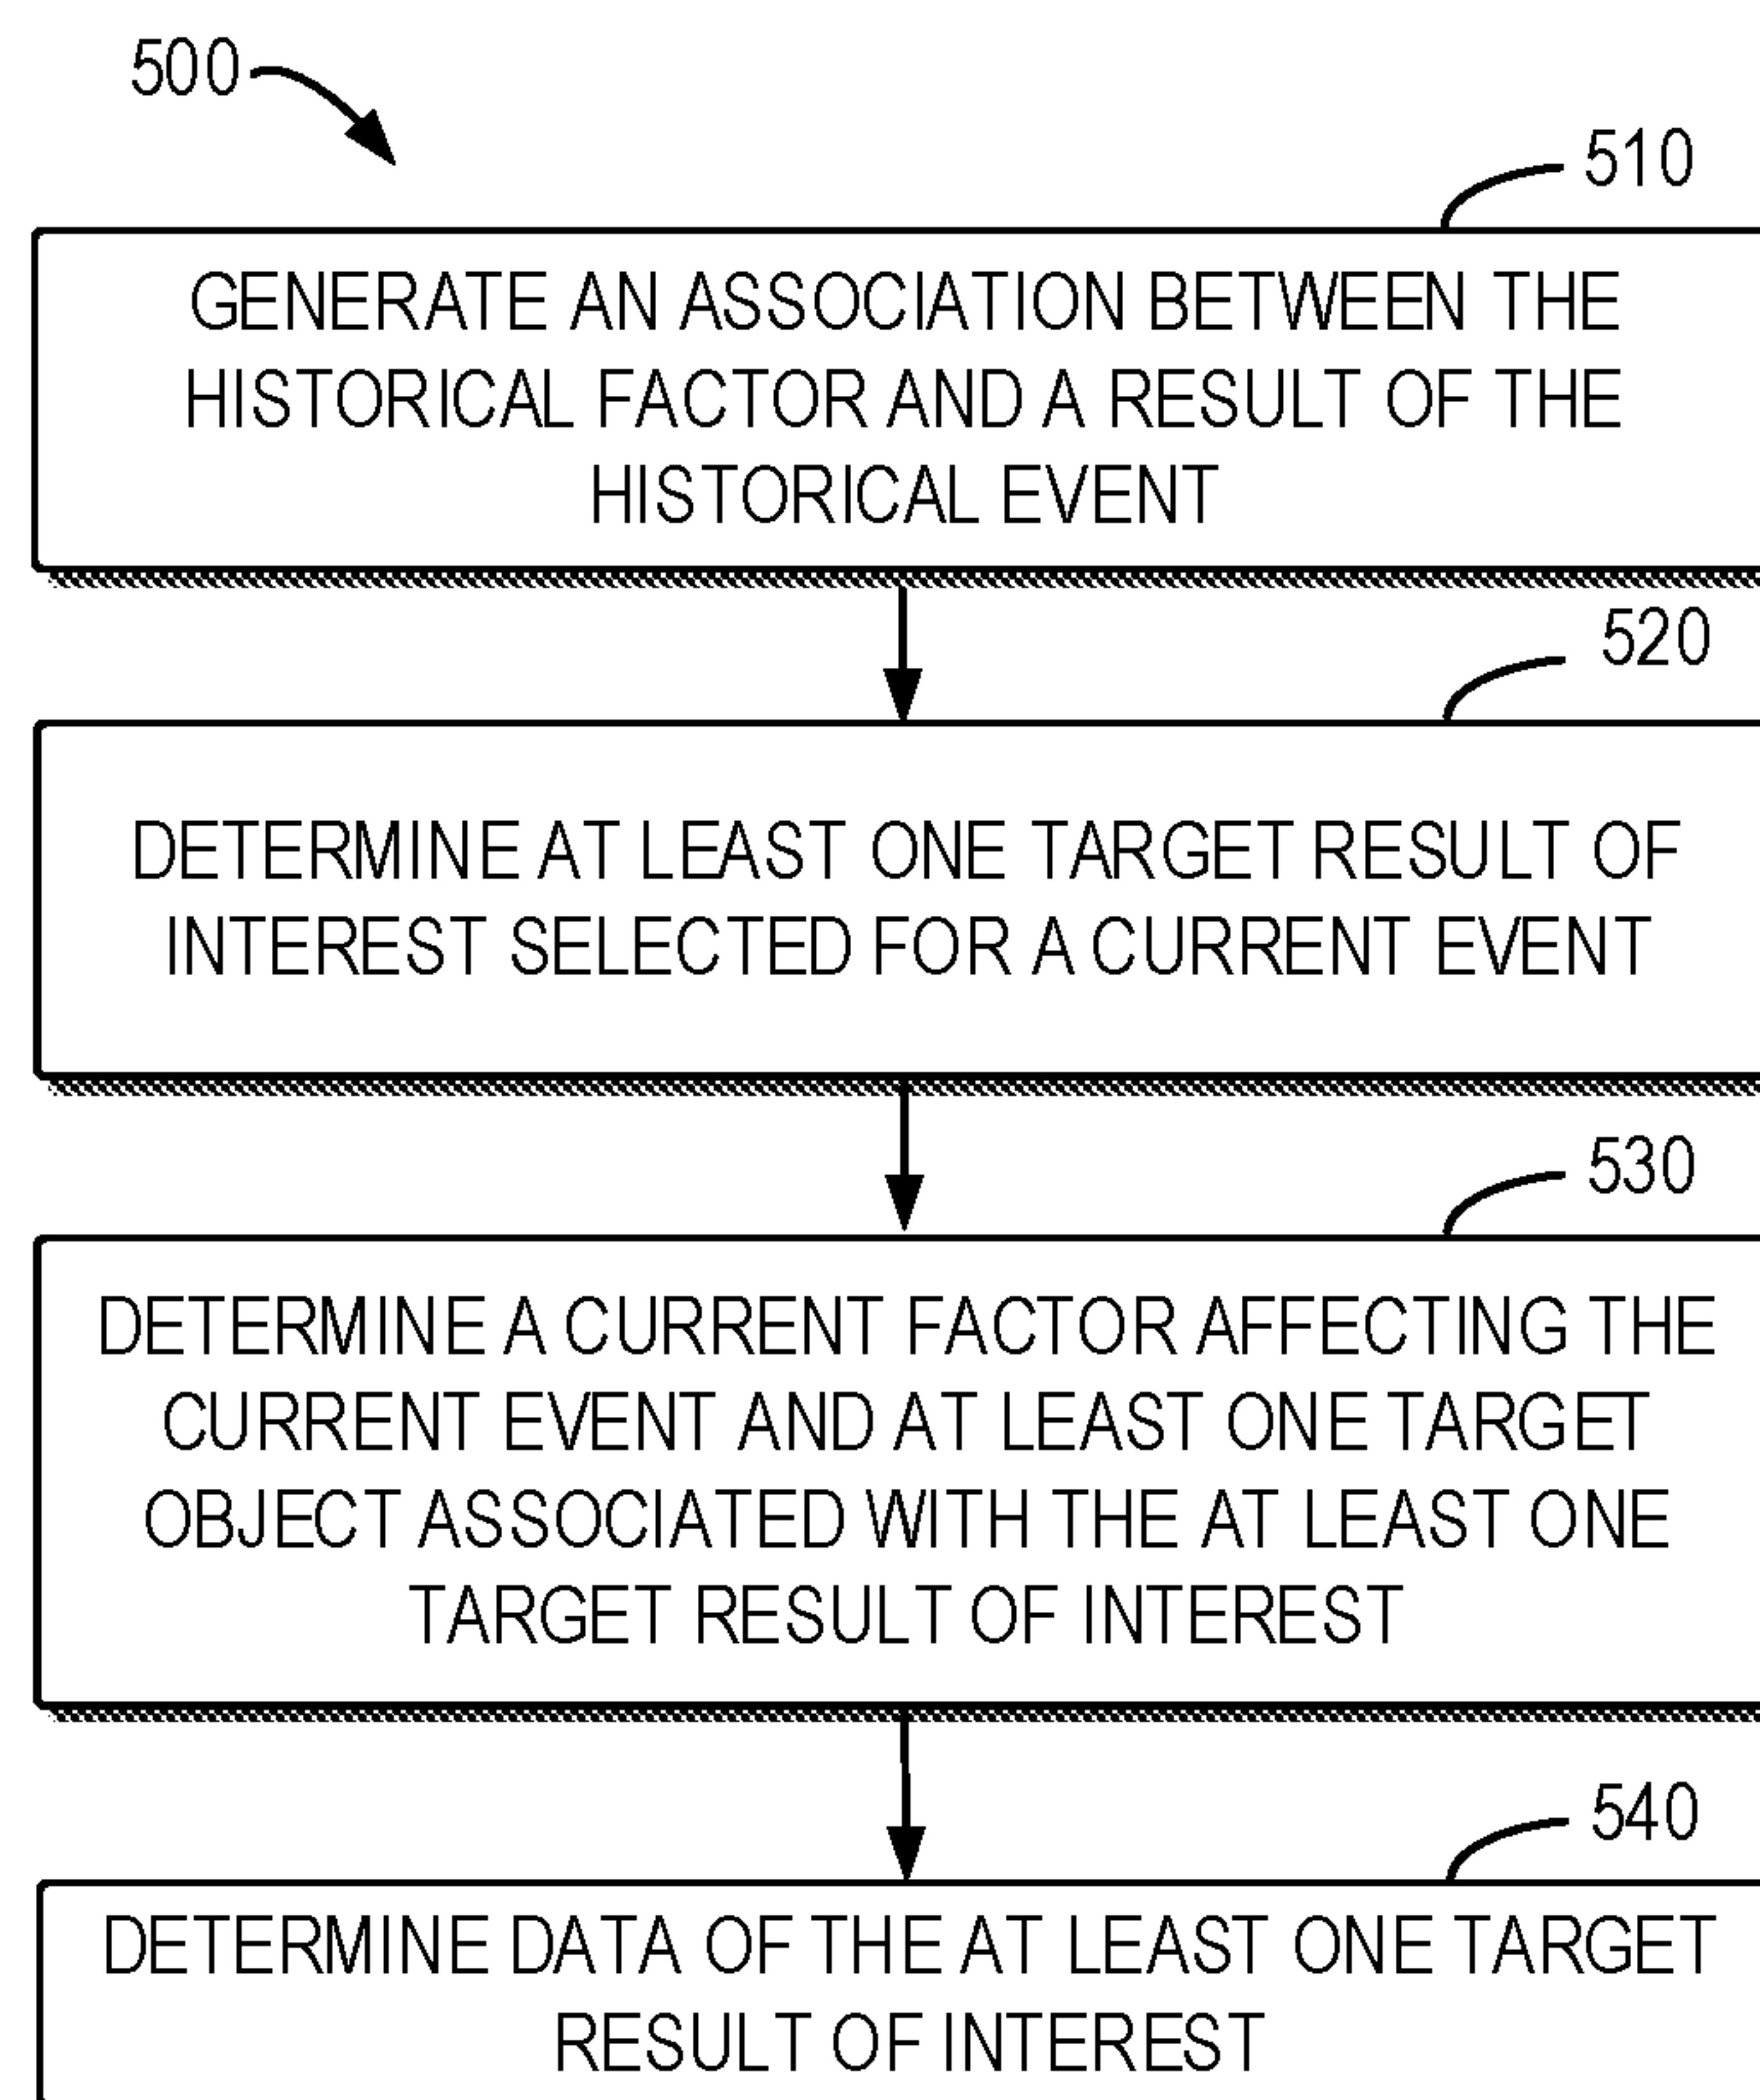 500
510
GENERATE AN ASSOCIATION BETWEEN THE
HISTORICAL FACTOR AND A RESULT OF THE
HISTORICAL EVENT
520
DETERMINE AT LEAST ONE TARGET RESULT OF
INTEREST SELECTED FOR A CURRENT EVENT
530
DETERMINE A CURRENT FACTOR AFFECTING THE
CURRENT EVENT AND AT LEAST ONE TARGET
OBJECT ASSOCIATED WITH THE AT LEAST ONE
TARGET RESULT OF INTEREST
540
DETERMINE DATA OF THE AT LEAST ONE TARGET
RESULT OF INTEREST